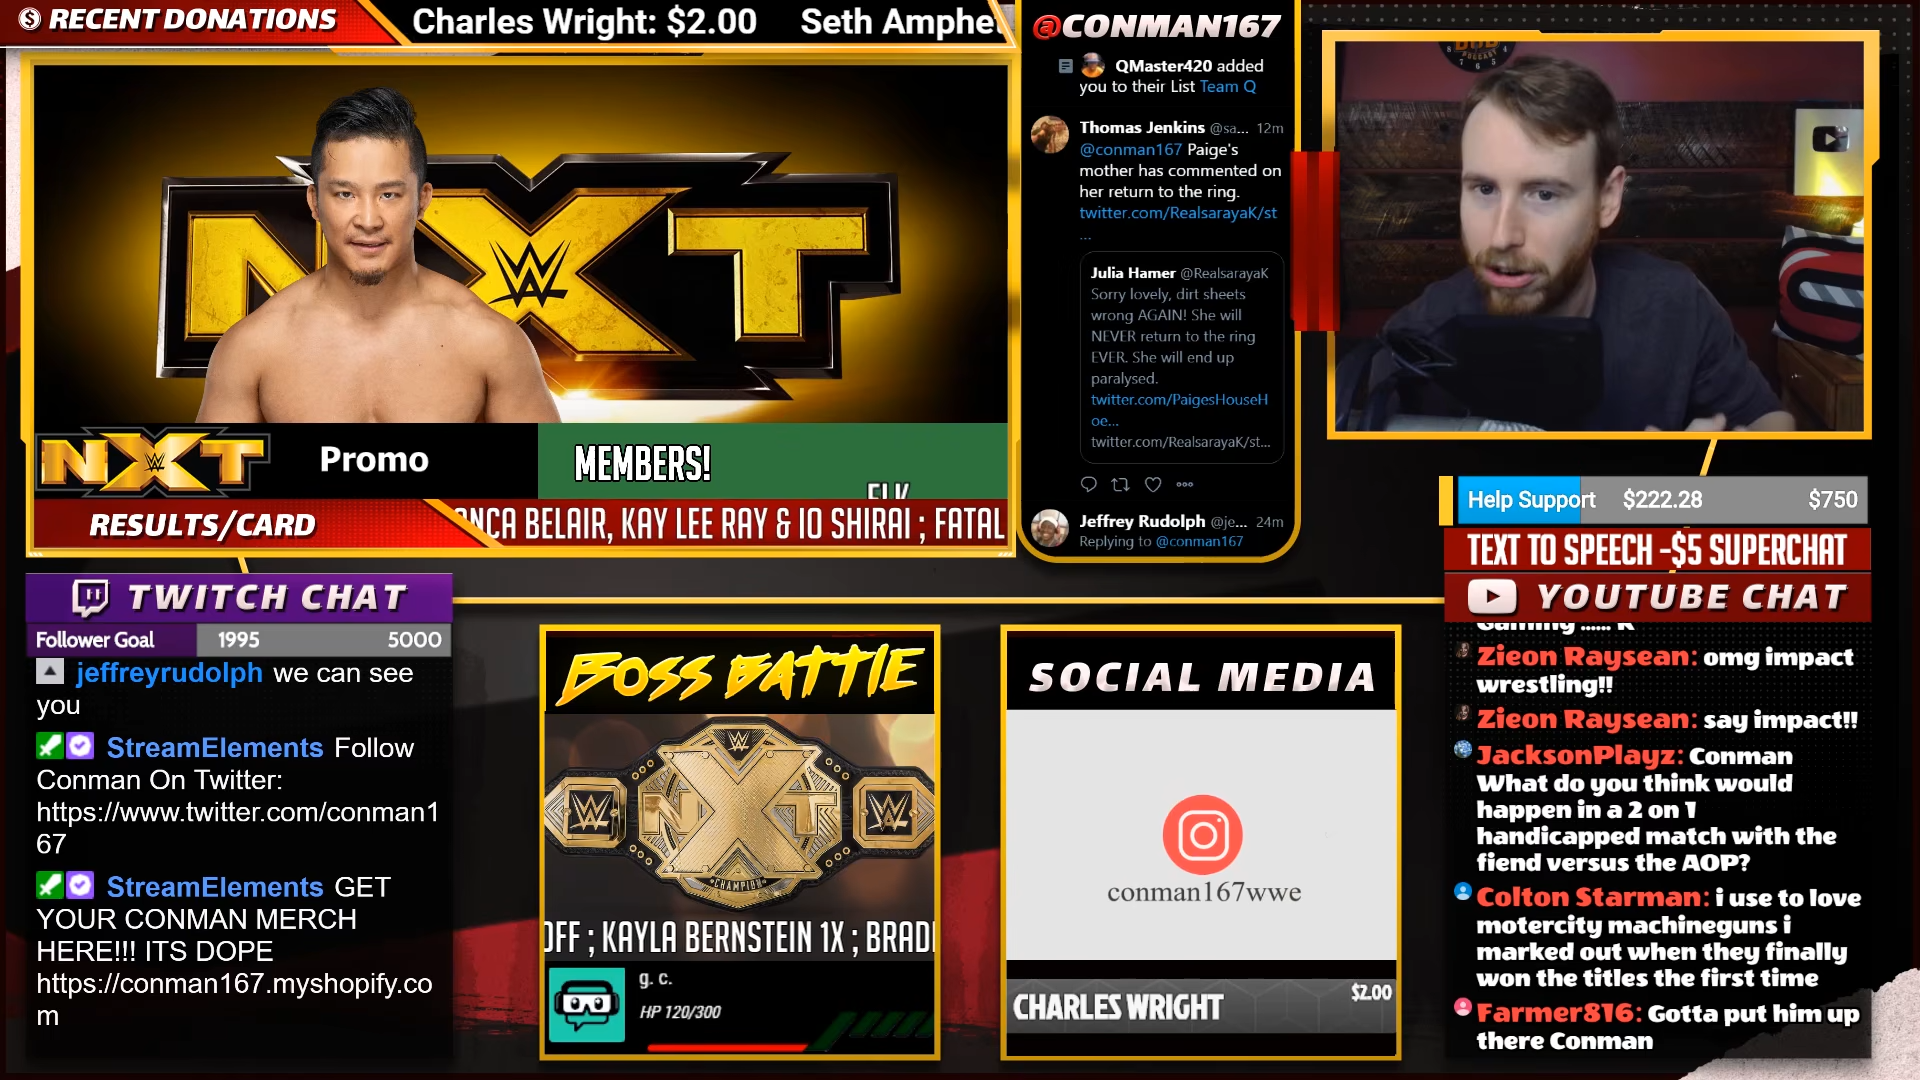 RECENT DONATIONS
Charles Wright: $2.00 Seth Amphet
@CONMAN167
QMaster420 added
you to their List Team Q
Thomas Jenkins @sa... 12m
@conman167 Paige's
mother has commented on
her return to the ring.
twitter.com/RealsarayaK/st
...
Julia Hamer @RealsarayaK
Sorry lovely, dirt sheets
wrong AGAIN! She will
NEVER return to the ring
EVER. She will end up
paralysed.
twitter.com/PaigesHouseH
oe...
twitter.com/RealsarayaK/st...
Jeffrey Rudolph @je... 24m
Replying to @conman167
NXT
NXT
Promo
MEMBERS!
RESULTS/CARD
NCA BELAIR, KAY LEE RAY & IO SHIRAI ; FATAL
Help Support $222.28 $750
TEXT TO SPEECH -$5 SUPERCHAT
YOUTUBE CHAT
Zieon Raysean: omg impact
wrestling!!
Zieon Raysean: say impact!!
JacksonPlayz: Conman
What do you think would
happen in a 2 on 1
handicapped match with the
fiend versus the AOP?
Colton Starman: i use to love
motercity machineguns i
marked out when they finally
won the titles the first time
Farmer816: Gotta put him up
there Conman
TWITCH CHAT
Follower Goal 1995 5000
jeffreyrudolph we can see
you
StreamElements Follow
Conman On Twitter:
https://www.twitter.com/conman1
67
StreamElements GET
YOUR CONMAN MERCH
HERE!!! ITS DOPE
https://conman167.myshopify.co
m
BOSS BATTLE
NXT
CHAMPION
OFF ; KAYLA BERNSTEIN 1X ; BRAD
g. c.
HP 120/300
SOCIAL MEDIA
conman167wwe
CHARLES WRIGHT $2.00